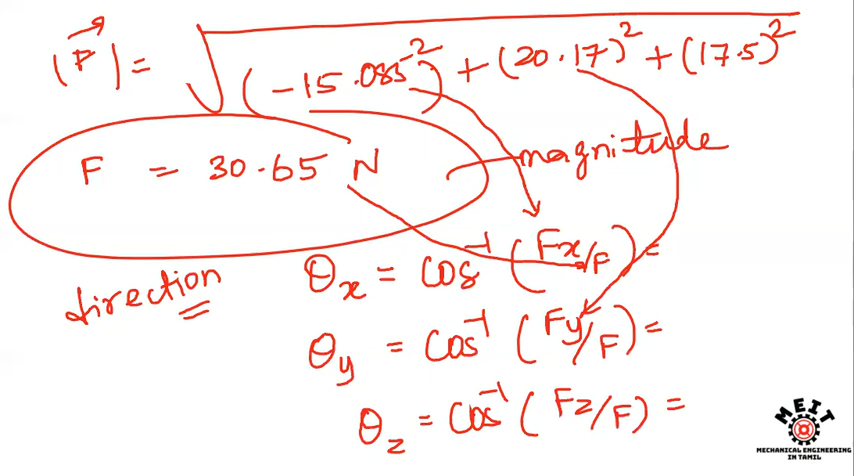 |F⃗| = √(-15.085)² + (20.17)² + (17.5)²
F = 30.65 N
magnitude
direction
θx = cos⁻¹ (Fx/F) =
θy = cos⁻¹ (Fy/F) =
θz = cos⁻¹ (Fz/F) =
MEIT
MECHANICAL ENGINEERING
IN TAMIL